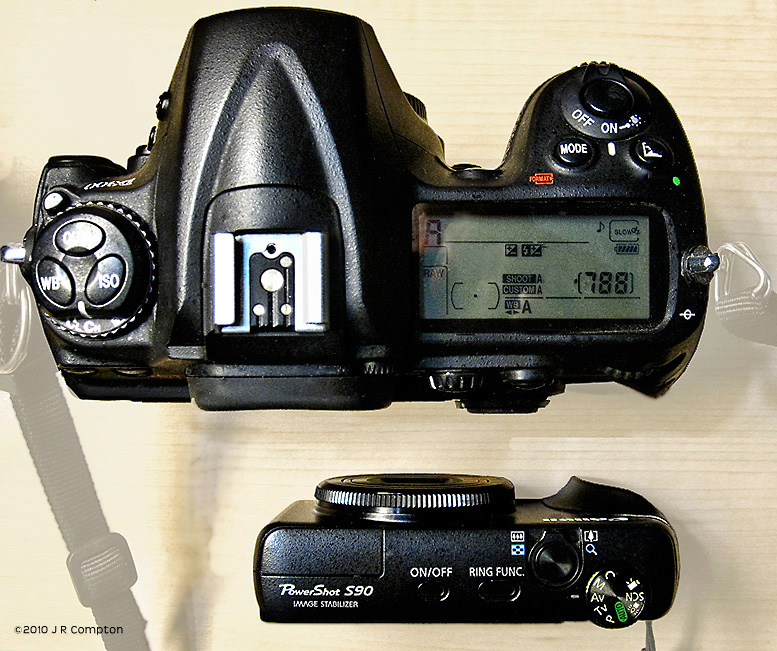 OFF ON
MODE
FORMAT
WB ISO
A
SLOW
RAW
SHOOT A
CUSTOM A
788
WB A
ON/OFF RING FUNC.
PowerShot S90
IMAGE STABILIZER
C
M
Av
Tv
P
AUTO
SCN
©2010 J R Compton